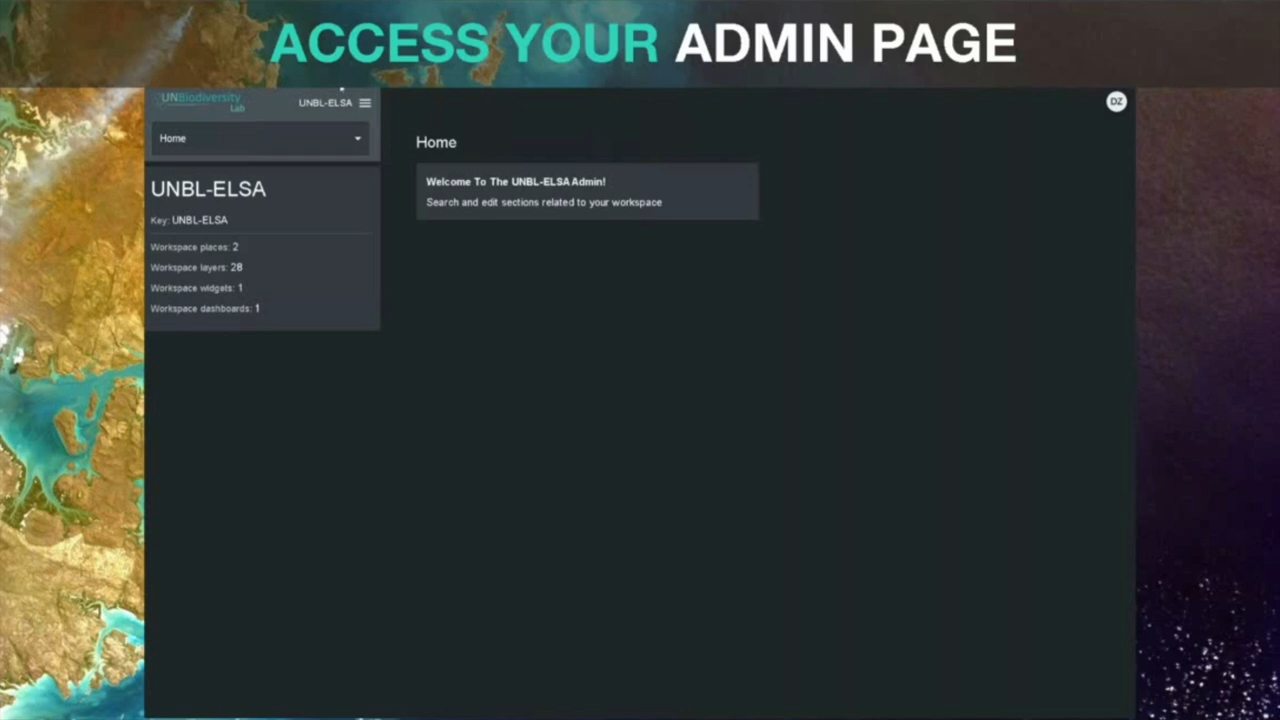 ACCESS YOUR ADMIN PAGE
UNBiodiversity
Lab
UNBL-ELSA
DZ
Home
UNBL-ELSA
Key: UNBL-ELSA
Workspace places: 2
Workspace layers: 28
Workspace widgets: 1
Workspace dashboards: 1
Home
Welcome To The UNBL-ELSA Admin!
Search and edit sections related to your workspace